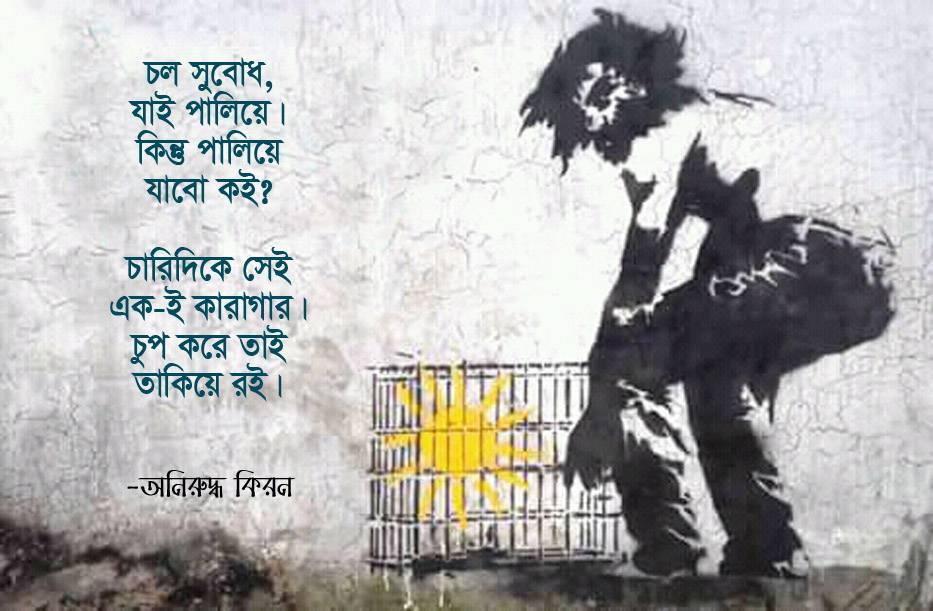 চল সুবোধ,
যাই পালিয়ে।
কিন্তু পালিয়ে
যাবো কই?
চারিদিকে সেই
এক-ই কারাগার।
চুপ করে তাই
তাকিয়ে রই।
-অনিরুদ্ধ কিরন